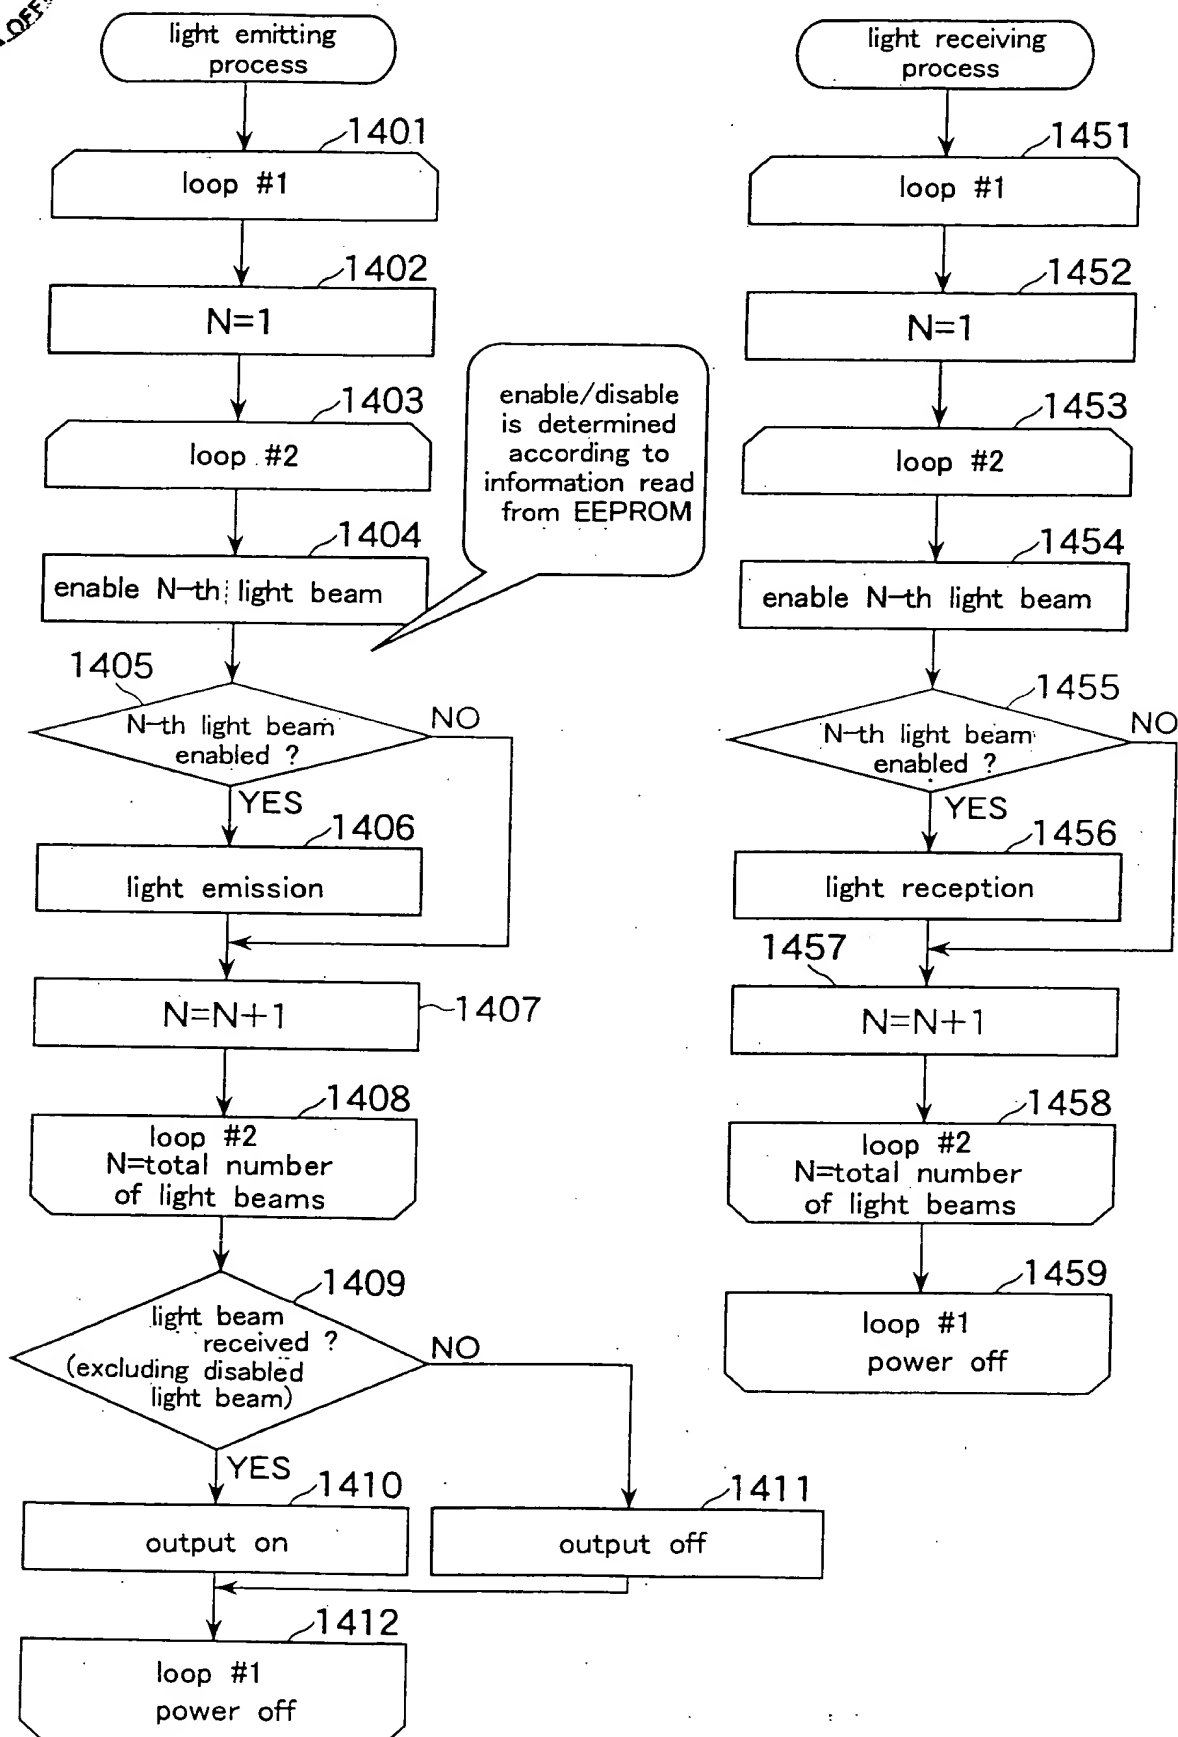 OFF
light emitting
process
1401
loop #1
1402
N=1
1403
loop #2
enable/disable
is determined
according to
information read
from EEPROM
1404
enable N-th light beam
1405
N-th light beam
enabled ?
NO
YES
1406
light emission
N=N+1
1407
1408
loop #2
N=total number
of light beams
1409
light beam
received ?
(excluding disabled
light beam)
NO
YES
1410
output on
1411
output off
1412
loop #1
power off
light receiving
process
1451
loop #1
1452
N=1
1453
loop #2
1454
enable N-th light beam
1455
N-th light beam
enabled ?
NO
YES
1456
light reception
1457
N=N+1
1458
loop #2
N=total number
of light beams
1459
loop #1
power off